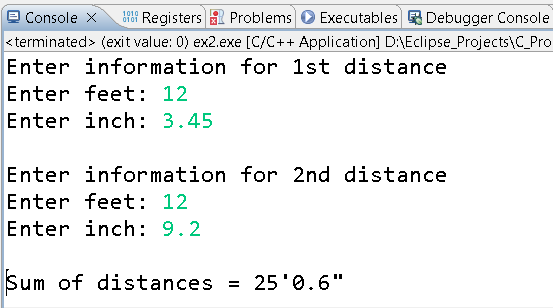 Console Registers Problems Executables Debugger Console
<terminated> (exit value: 0) ex2.exe [C/C++ Application] D:\Eclipse_Projects\C_Pro
Enter information for 1st distance
Enter feet: 12
Enter inch: 3.45
Enter information for 2nd distance
Enter feet: 12
Enter inch: 9.2
Sum of distances = 25'0.6"